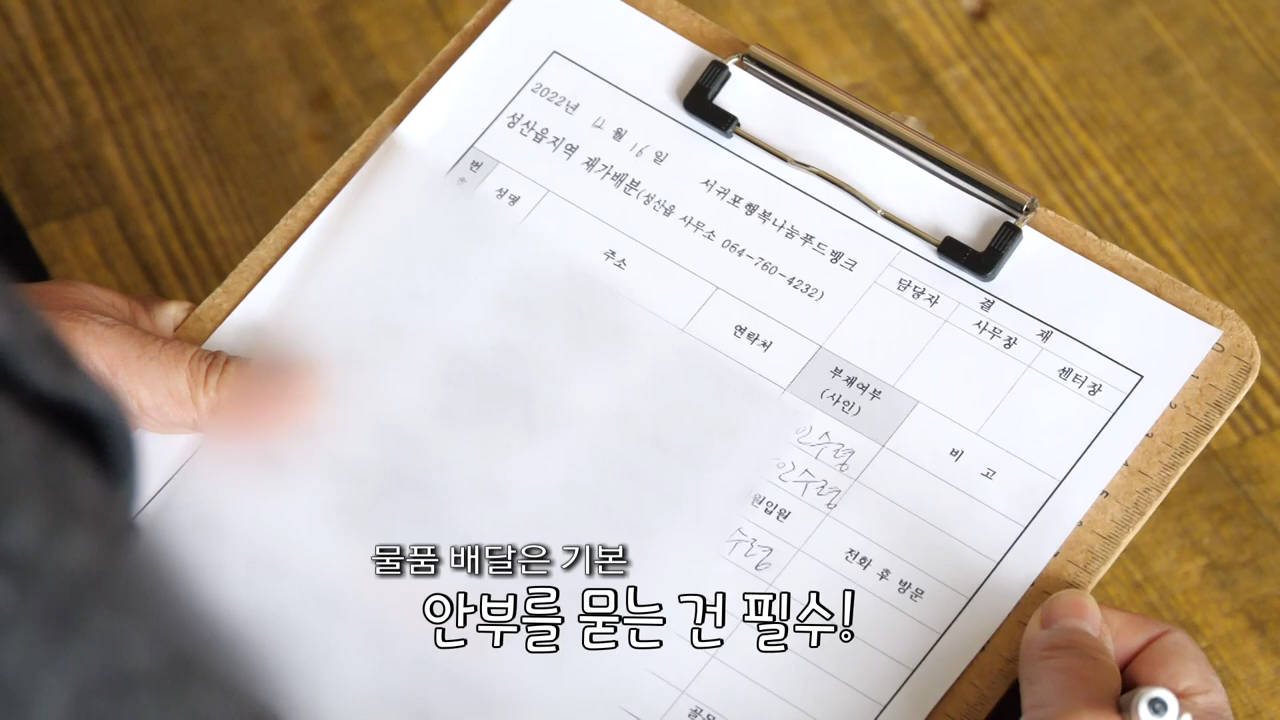 2022년 12월 16일 서귀포행복나눔푸드뱅크
성산읍지역 재가배분(성산읍 사무소 064-760-4232)
결 재
담당자 사무장 센터장
번
성명
주소
연락처
부재여부
(사인)
비 고
인수령
인수령
원입원
전화 후 방문
수령
물품 배달은 기본
안부를 묻는 건 필수!